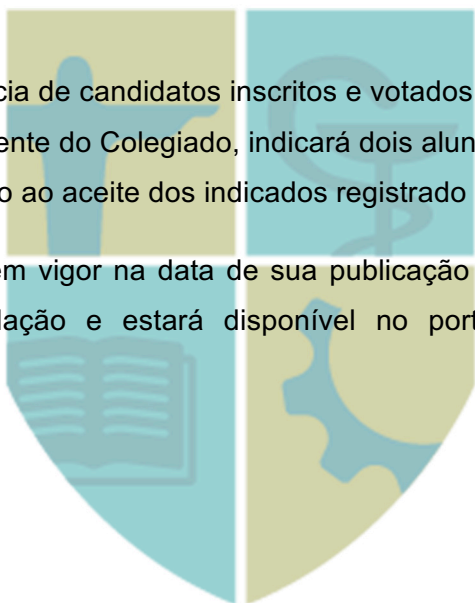 cia de candidatos inscritos e votados
ente do Colegiado, indicará dois alun
o ao aceite dos indicados registrado
em vigor na data de sua publicação
lação e estará disponível no port